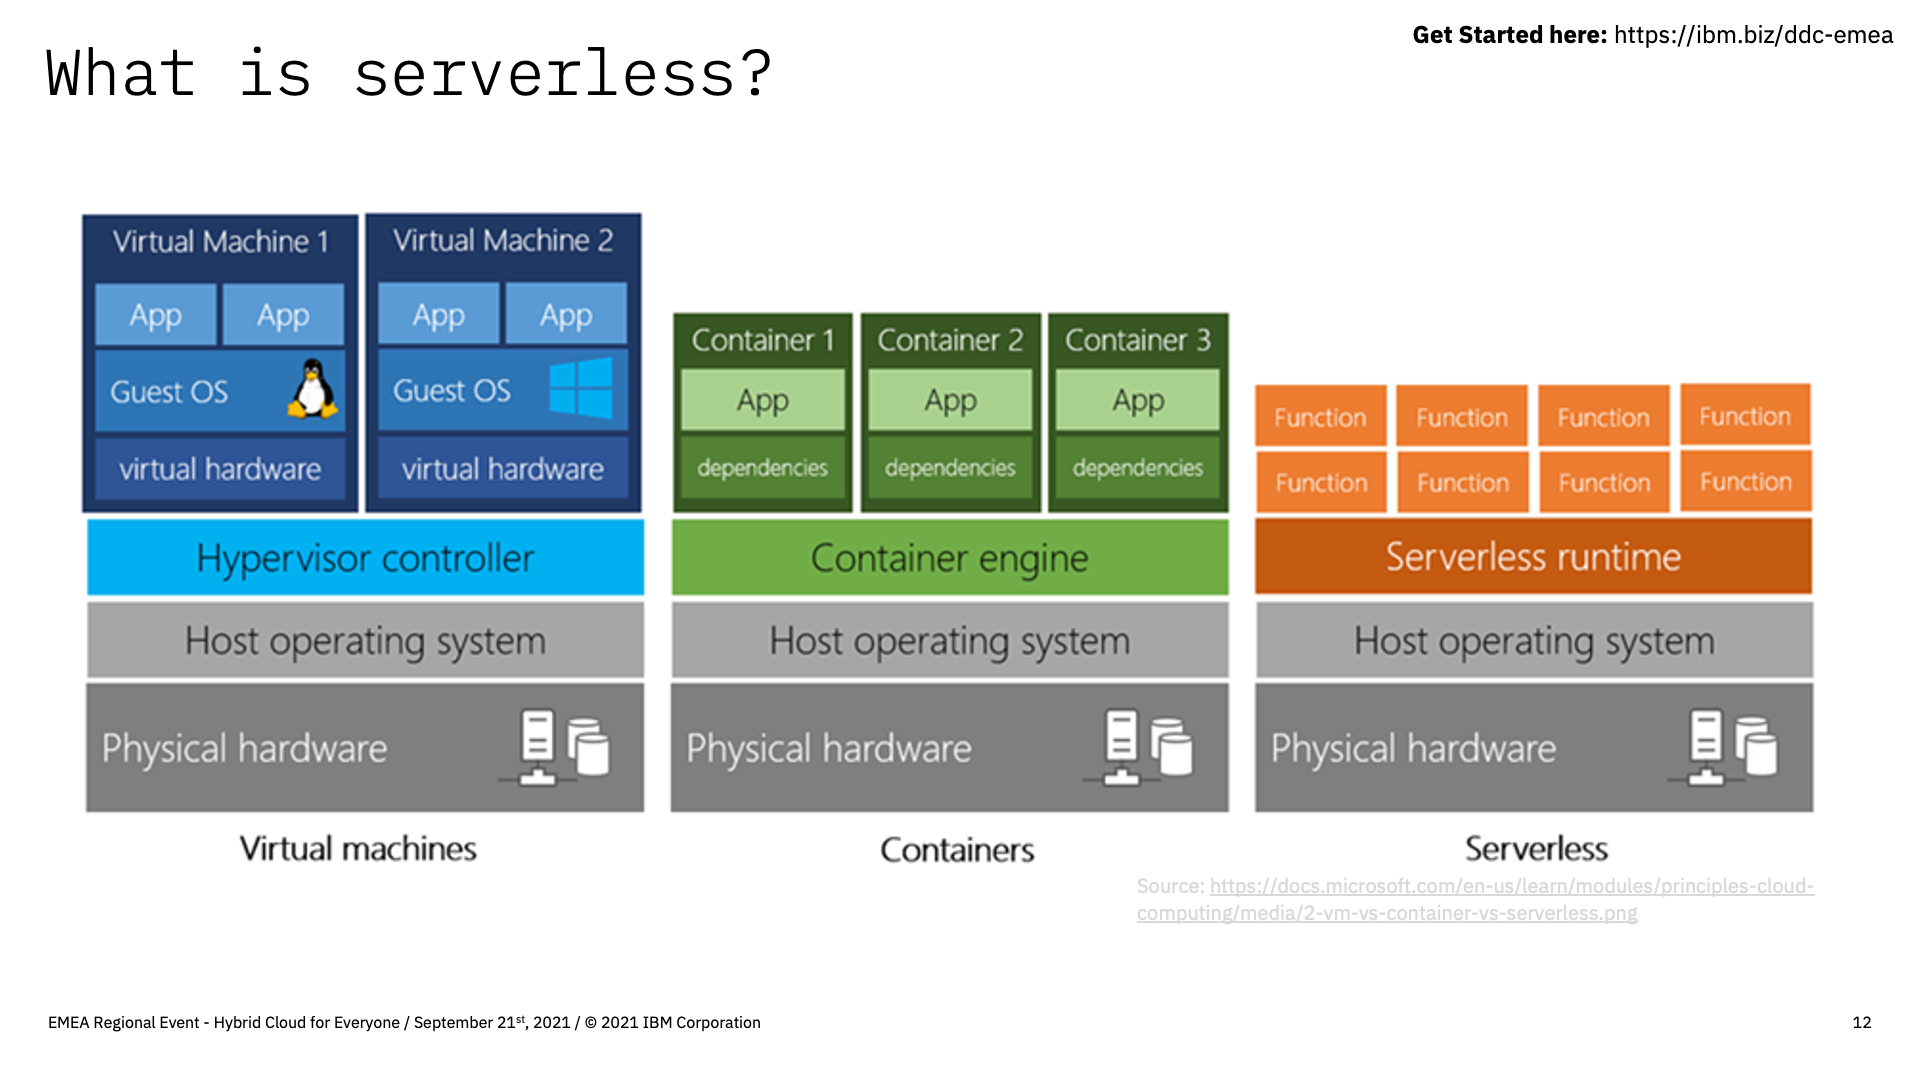 Get Started here: https://ibm.biz/ddc-emea
What is serverless?
Virtual Machine 1
App App
Guest OS
virtual hardware
Virtual Machine 2
App App
Guest OS
virtual hardware
Hypervisor controller
Host operating system
Physical hardware
Virtual machines
Container 1
App
dependencies
Container 2
App
dependencies
Container 3
App
dependencies
Container engine
Host operating system
Physical hardware
Containers
Function Function Function Function
Function Function Function Function
Serverless runtime
Host operating system
Physical hardware
Serverless
Source: https://docs.microsoft.com/en-us/learn/modules/principles-cloud-
computing/media/2-vm-vs-container-vs-serverless.png
EMEA Regional Event - Hybrid Cloud for Everyone / September 21st, 2021 / © 2021 IBM Corporation
12